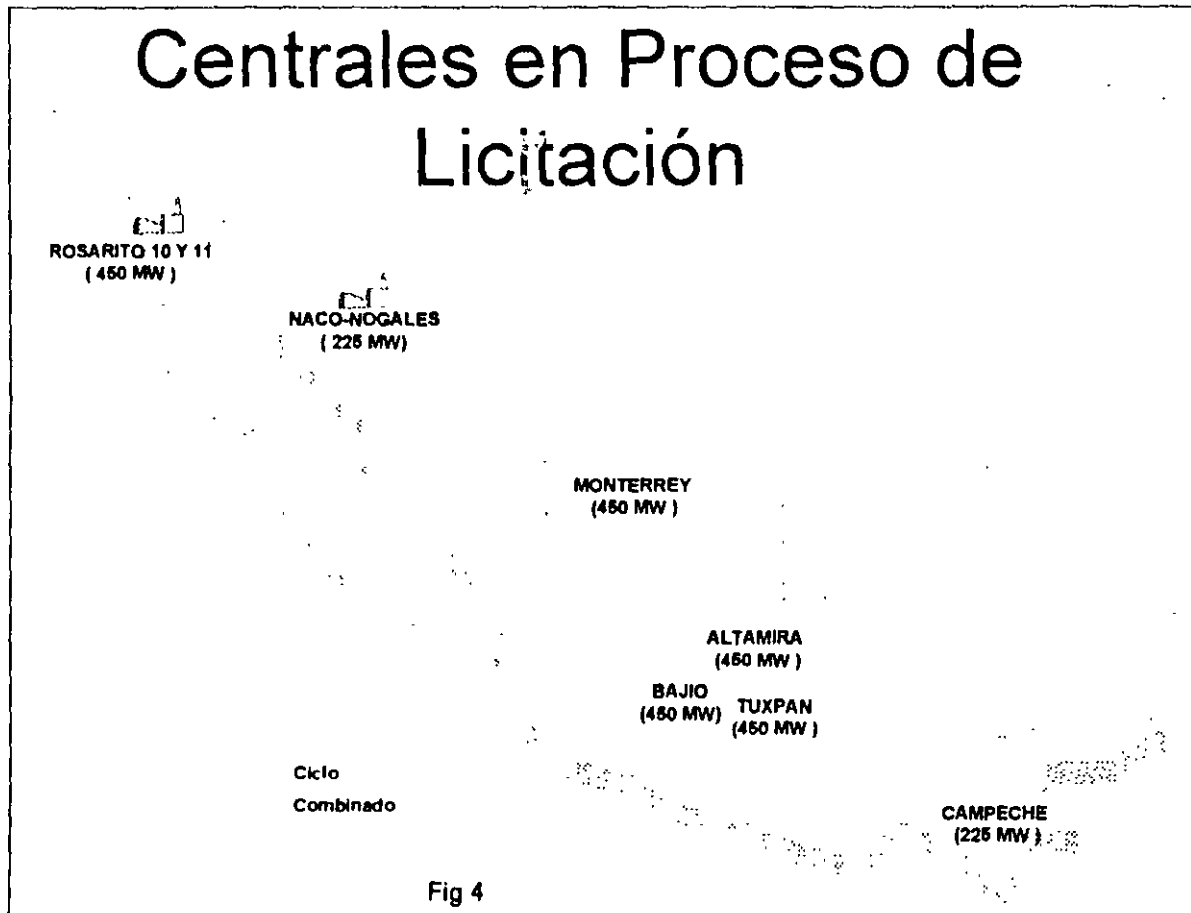 Centrales en Proceso de
Licitación
ROSARITO 10 Y 11
( 450 MW )
NACO-NOGALES
( 225 MW)
MONTERREY
(450 MW )
ALTAMIRA
(450 MW )
BAJIO
(450 MW)
TUXPAN
(450 MW )
Ciclo
Combinado
CAMPECHE
(225 MW )
Fig 4